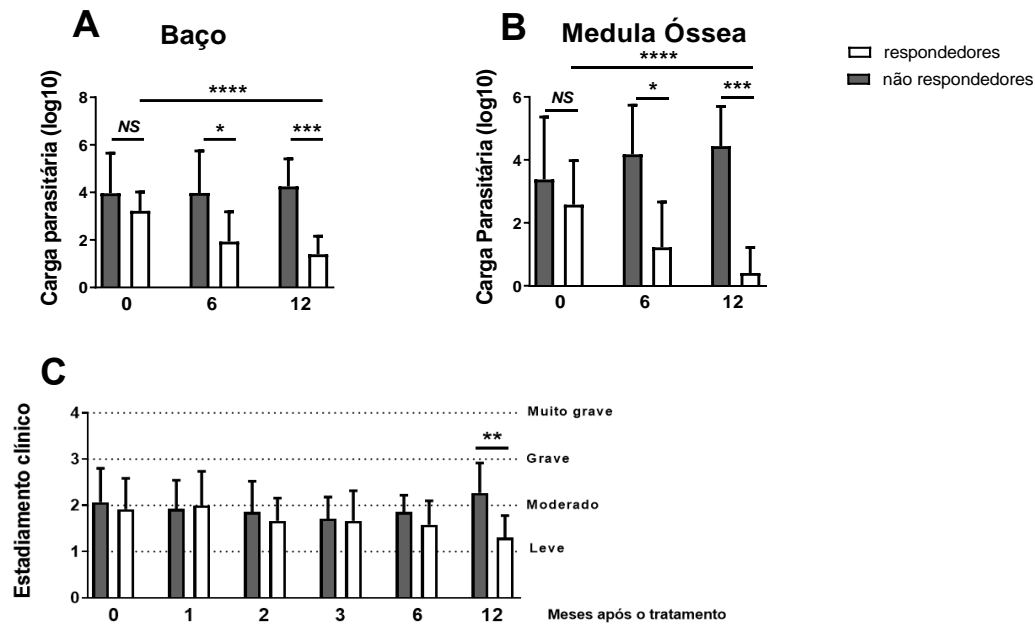 A
Baço
Carga parasitária (log10)
8
6
4
2
0
****
NS
*
***
0 6 12
B
Medula Óssea
Carga Parasitária (log10)
6
4
2
0
****
NS
*
***
0 6 12
respondedores
não respondedores
C
Estadiamento clínico
4
3
2
1
0
Muito grave
Grave
Moderado
Leve
**
0 1 2 3 6 12
Meses após o tratamento